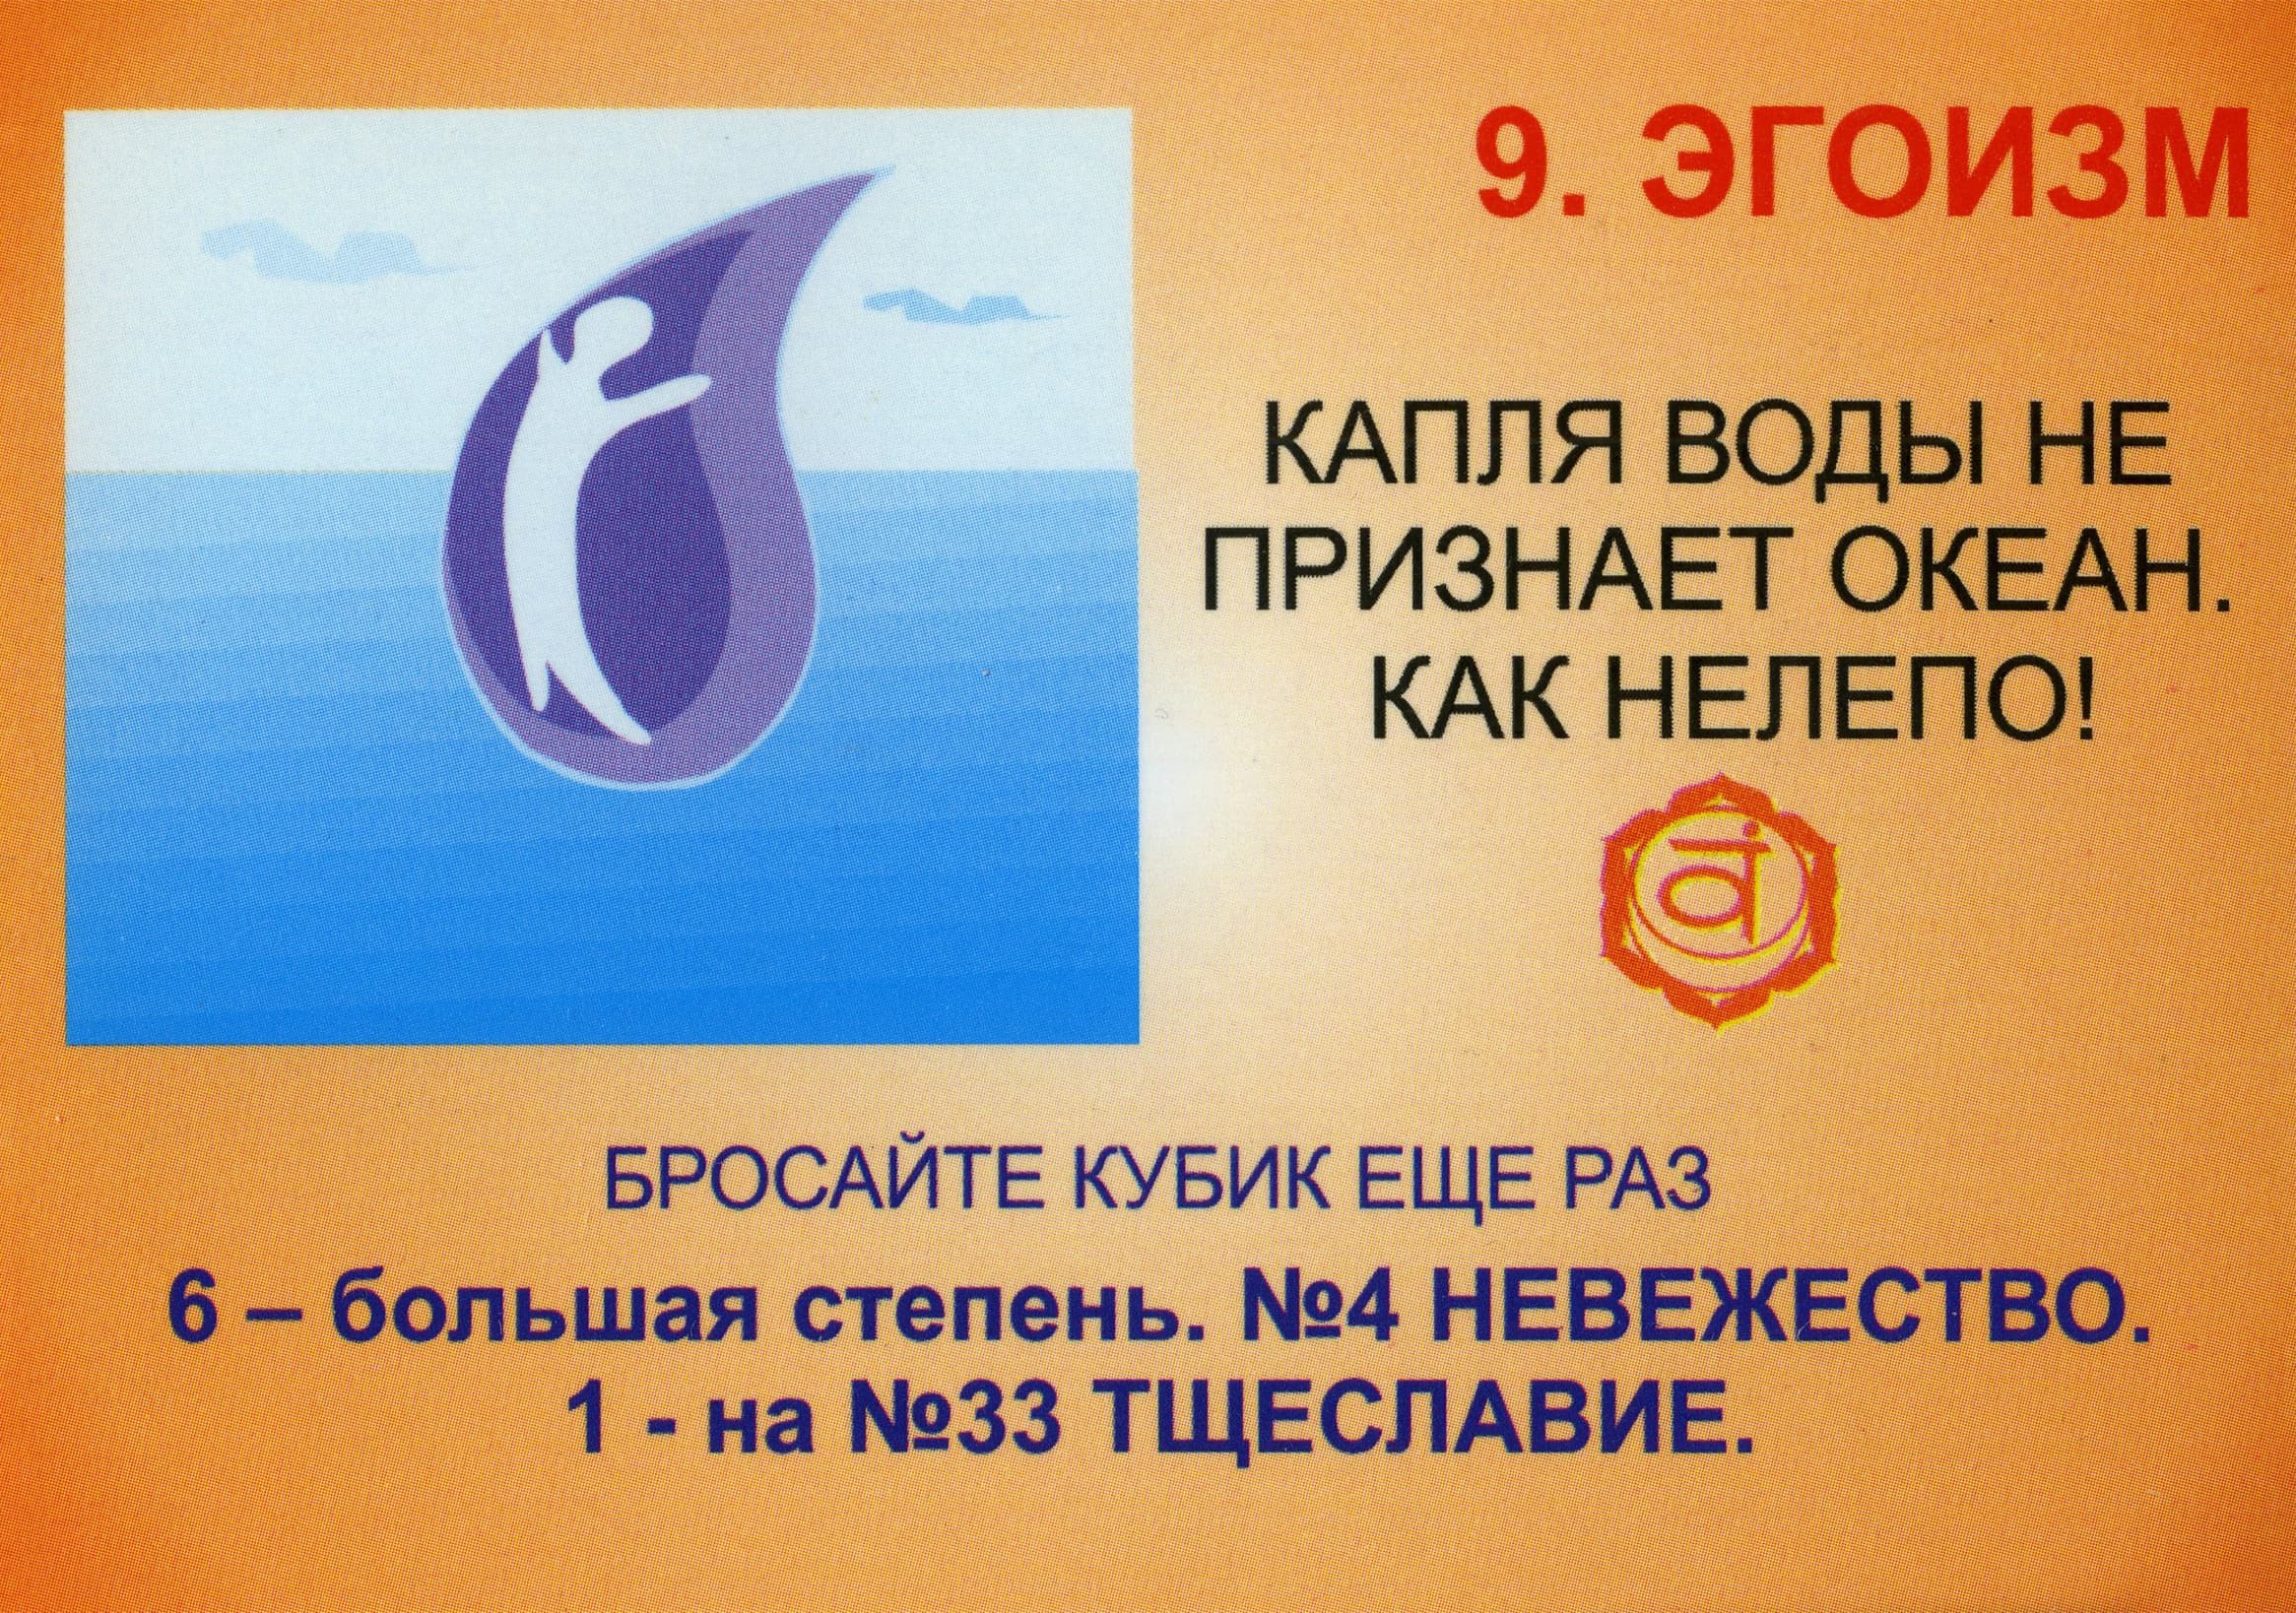 9. ЭГОИЗМ
КАПЛЯ ВОДЫ НЕ
ПРИЗНАЕТ ОКЕАН.
КАК НЕЛЕПО!
वं
БРОСАЙТЕ КУБИК ЕЩЕ РАЗ
6 – большая степень. №4 НЕВЕЖЕСТВО.
1 - на №33 ТЩЕСЛАВИЕ.